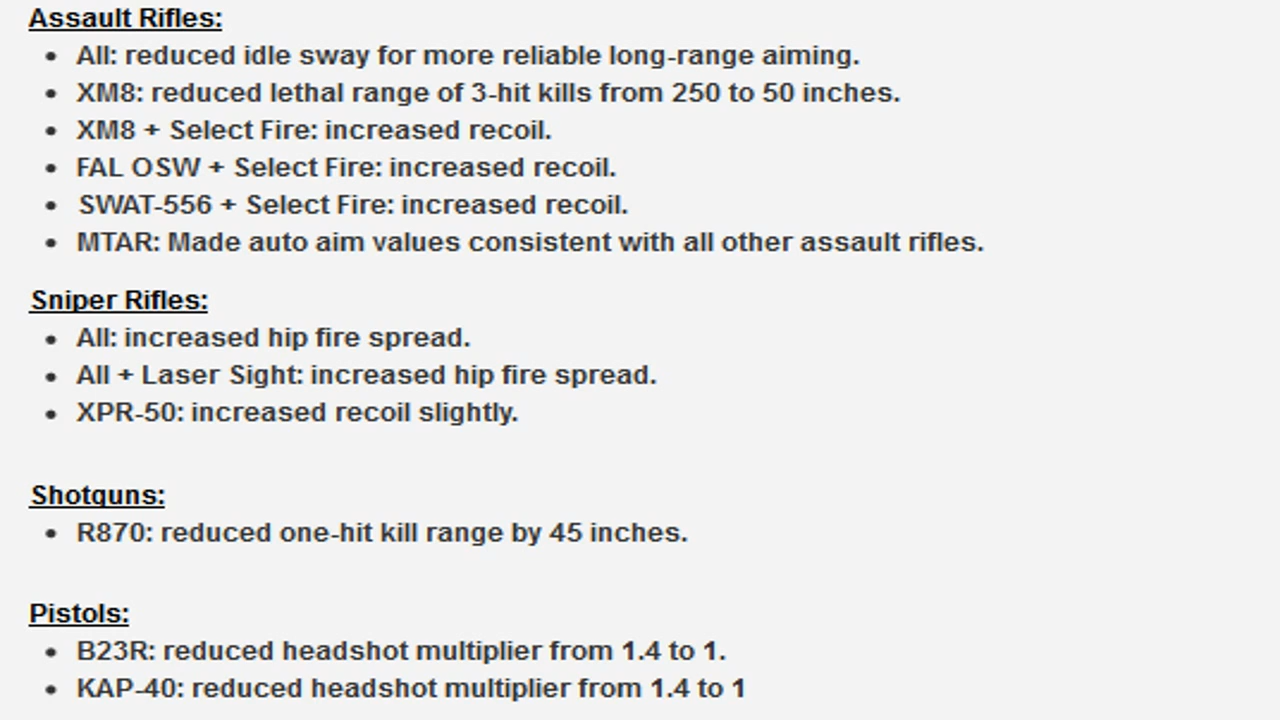 Assault Rifles:
• All: reduced idle sway for more reliable long-range aiming.
• XM8: reduced lethal range of 3-hit kills from 250 to 50 inches.
• XM8 + Select Fire: increased recoil.
• FAL OSW + Select Fire: increased recoil.
• SWAT-556 + Select Fire: increased recoil.
• MTAR: Made auto aim values consistent with all other assault rifles.
Sniper Rifles:
• All: increased hip fire spread.
• All + Laser Sight: increased hip fire spread.
• XPR-50: increased recoil slightly.
Shotguns:
• R870: reduced one-hit kill range by 45 inches.
Pistols:
• B23R: reduced headshot multiplier from 1.4 to 1.
• KAP-40: reduced headshot multiplier from 1.4 to 1